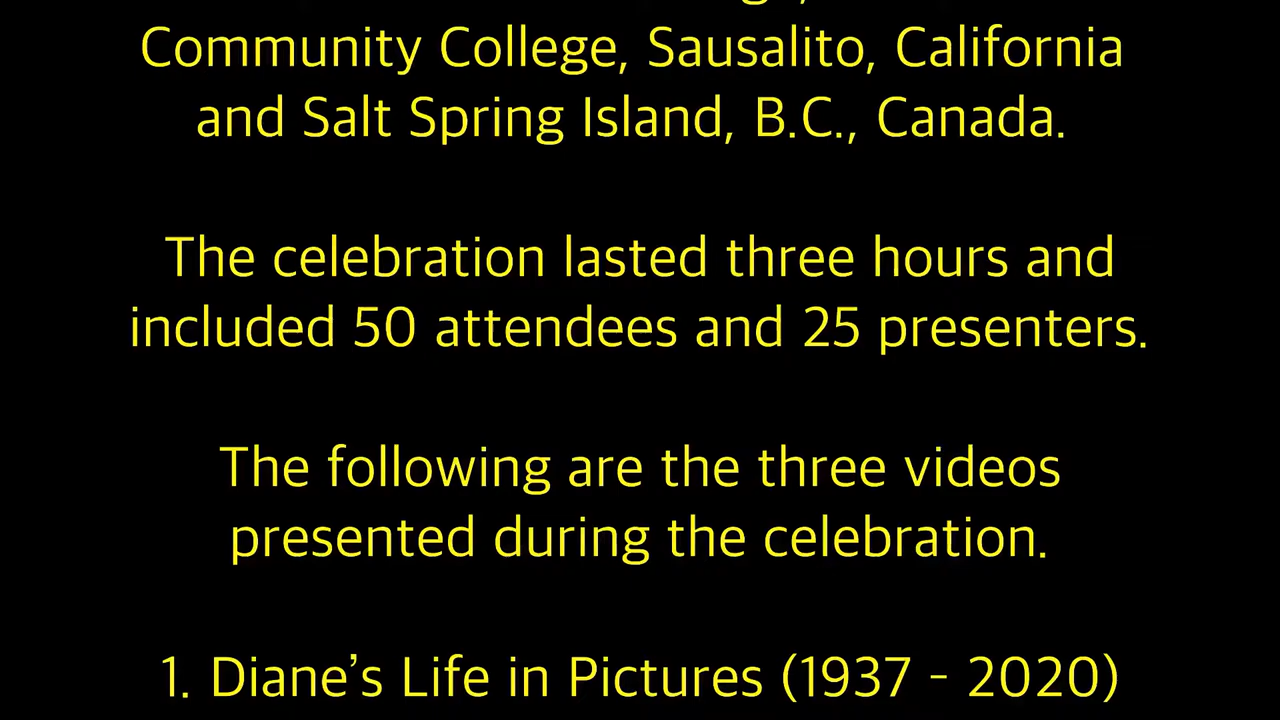 Community College, Sausalito, California
and Salt Spring Island, B.C., Canada.
The celebration lasted three hours and
included 50 attendees and 25 presenters.
The following are the three videos
presented during the celebration.
1. Diane’s Life in Pictures (1937 - 2020)